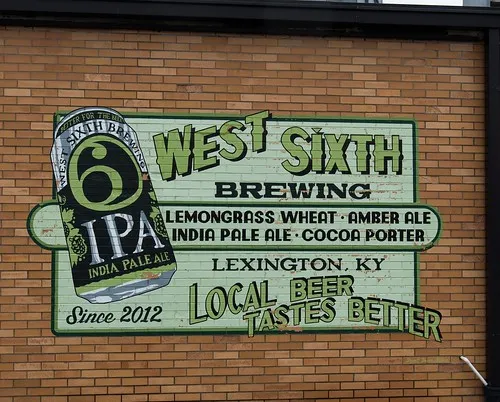 WEST SIXTH
BREWING
LEMONGRASS WHEAT · AMBER ALE
INDIA PALE ALE · COCOA PORTER
LEXINGTON, KY
LOCAL BEER
TASTES BETTER
Since 2012
WEST SIXTH BREWING
6
IPA
INDIA PALE ALE